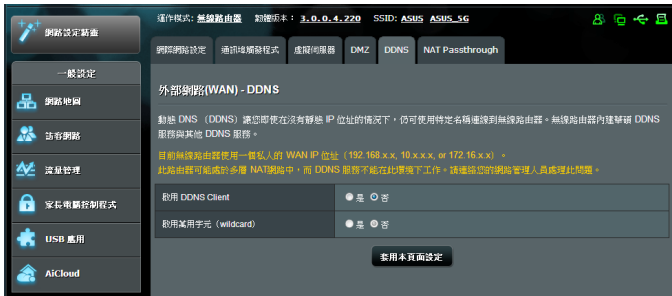 網路設定精靈
運作模式: 無線路由器 韌體版本: 3.0.0.4.220 SSID: ASUS ASUS_5G
網際網路設定 通訊埠觸發程式 虛擬伺服器 DMZ DDNS NAT Passthrough
一般設定
網路地圖
訪客網路
流量管理
家長電腦控制程式
USB 應用
AiCloud
外部網路(WAN) - DDNS
動態 DNS （DDNS）讓您即使在沒有靜態 IP 位址的情況下，仍可使用特定名稱連線到無線路由器。無線路由器內建華碩 DDNS
服務與其他 DDNS 服務。
目前無線路由器使用一個私人的 WAN IP 位址（192.168.x.x, 10.x.x.x, or 172.16.x.x）。
此路由器可能處於多層 NAT網路中，而 DDNS 服務不能在此環境下工作。請連絡您的網路管理人員處理此問題。
啟用 DDNS Client 是 否
啟用萬用字元（wildcard） 是 否
套用本頁面設定